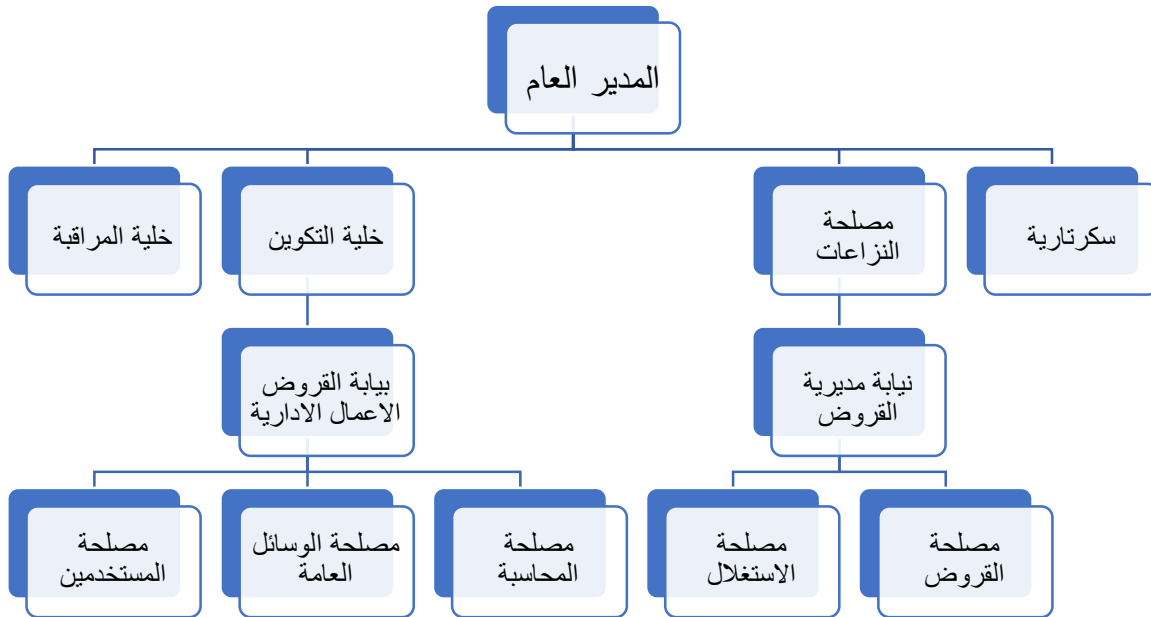 المدير العام
سكرتارية
مصلحة
النزاعات
خلية التكوين
خلية المراقبة
نيابة مديرية
القروض
بيابة القروض
الاعمال الادارية
مصلحة
القروض
مصلحة
الاستغلال
مصلحة
المحاسبة
مصلحة الوسائل
العامة
مصلحة
المستخدمين